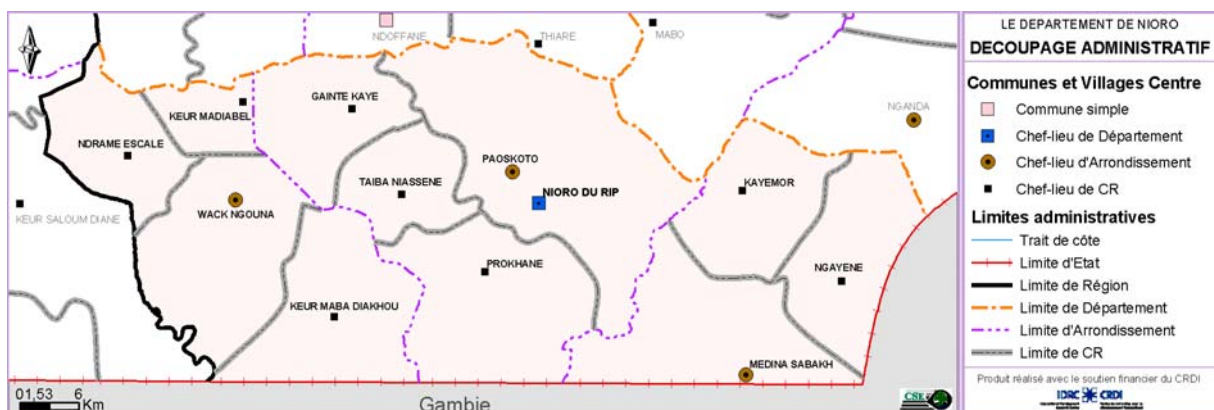 NDOFFANE
THIARE
MABO
KEUR MADIABEL
GAINTE KAYE
NGANDA
NDRAME ESCALE
PAOSKOTO
TAIBA NIASSENE
NIORO DU RIP
KAYEMOR
KEUR SALOUM DIANE
WACK NGOUNA
PROKHANE
NGAYENE
KEUR MABA DIAKHOU
MEDINA SABAKH
01,53 6
Km
Gambie
CSE
LE DEPARTEMENT DE NIORO
DECOUPAGE ADMINISTRATIF
Communes et Villages Centre
Commune simple
Chef-lieu de Département
Chef-lieu d'Arrondissement
Chef-lieu de CR
Limites administratives
Trait de côte
Limite d'Etat
Limite de Région
Limite de Département
Limite d'Arrondissement
Limite de CR
Produit réalisé avec le soutien financier du CRDI
IDRC CRDI